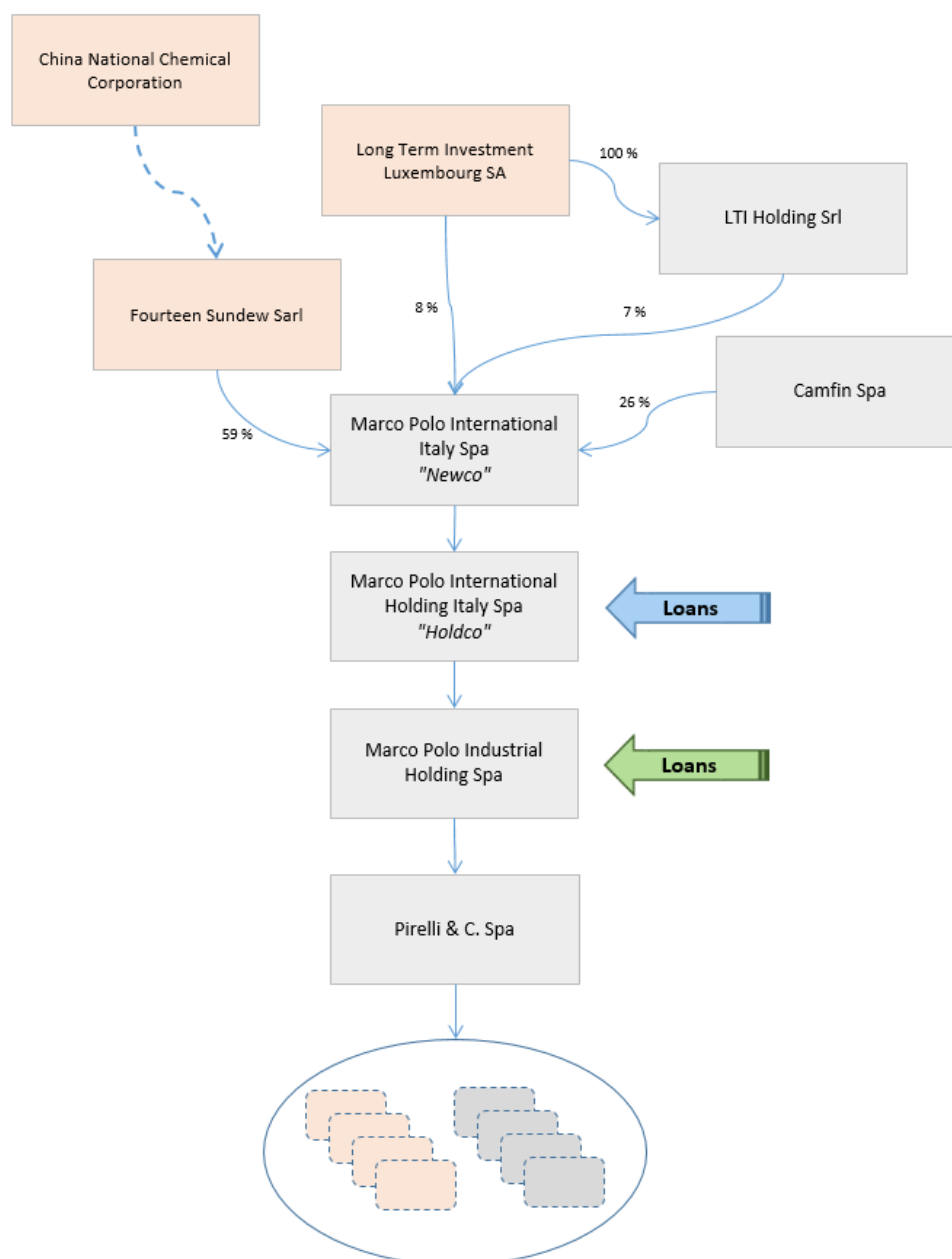 China National Chemical
Corporation
Long Term Investment
Luxembourg SA
100 %
LTI Holding Srl
Fourteen Sundew Sarl
8 %
7 %
Camfin Spa
26 %
59 %
Marco Polo International
Italy Spa
"Newco"
Marco Polo International
Holding Italy Spa
"Holdco"
Loans
Marco Polo Industrial
Holding Spa
Loans
Pirelli & C. Spa